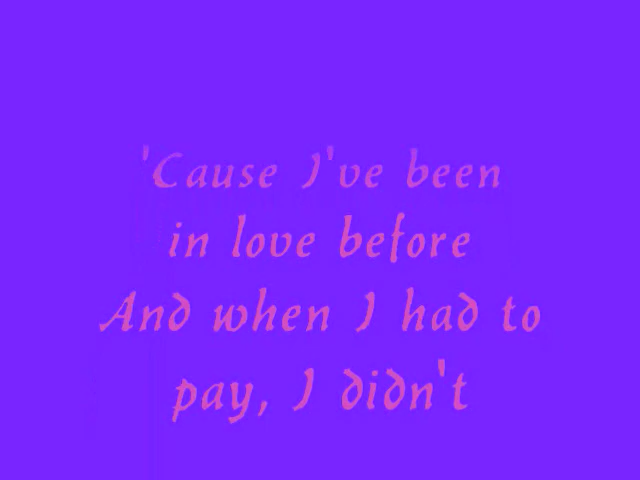 'Cause I've been
in love before
And when I had to
pay, I didn't